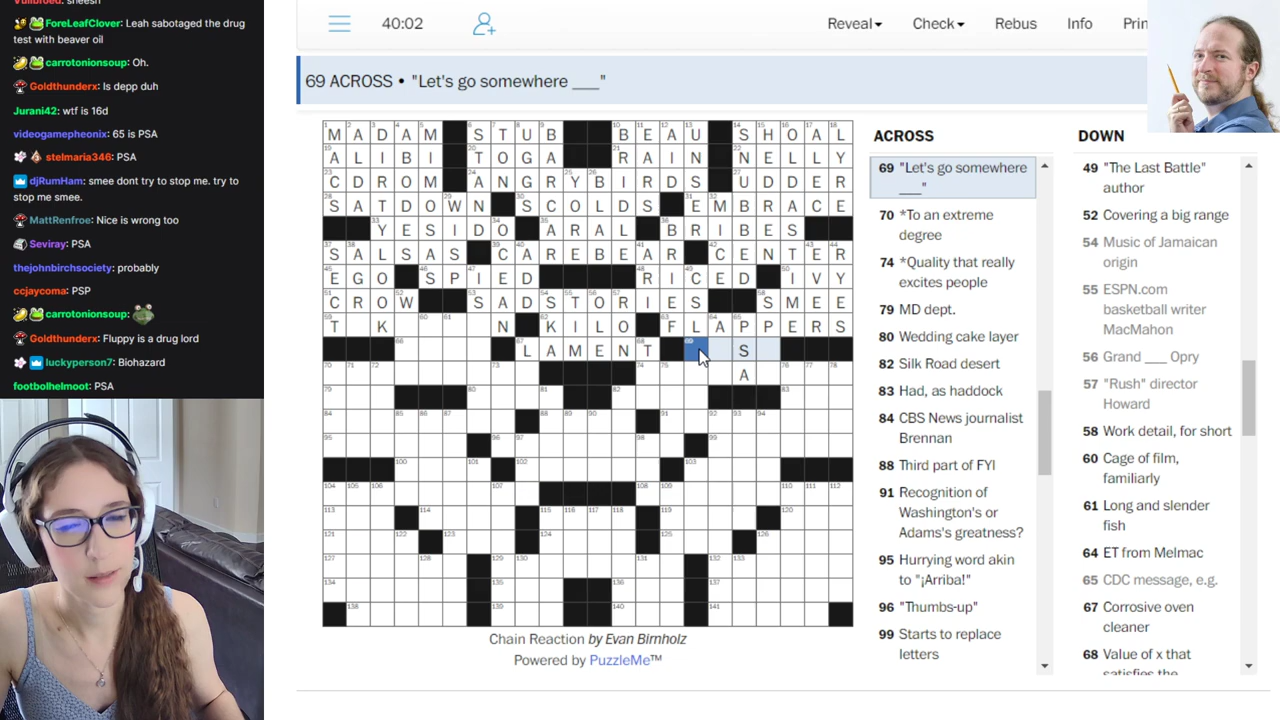 Vullbroed: sheesh
ForeLeafClover: Leah sabotaged the drug
test with beaver oil
carrotonionsoup: Oh.
Goldthunderx: Is depp duh
Jurani42: wtf is 16d
videogamephoenix: 65 is PSA
stelmaria346: PSA
djRumHam: smee dont try to stop me. try to
stop me smee.
MattRenfroe: Nice is wrong too
Seviray: PSA
thejohnbirchsociety: probably
ccjaycoma: PSP
carrotonionsoup:
Goldthunderx: Fluppy is a drug lord
luckyperson7: Biohazard
footbolhelmoot: PSA
40:02
Reveal
Check
Rebus
Info
Prin
69 ACROSS • "Let's go somewhere ___"
MADAM STUB BEAU SHOAL
ALIBI TOGA RAIN NELLY
CDROM ANGRYBIRDS UDDER
SATDOWN SCOLDS EMBRACE
YESIDO ARAL BRIBES
SALSAS CAREBEAR CENTER
EGO SPIED RICED IVY
CROW SADSTORIES SMEE
T K N KILO FLAPPERS
LAMENT S
A
Chain Reaction by Evan Birnholz
Powered by PuzzleMe™
ACROSS
69 "Let's go somewhere
___"
70 *To an extreme
degree
74 *Quality that really
excites people
79 MD dept.
80 Wedding cake layer
82 Silk Road desert
83 Had, as haddock
84 CBS News journalist
Brennan
88 Third part of FYI
91 Recognition of
Washington's or
Adams's greatness?
95 Hurrying word akin
to "¡Arriba!"
96 "Thumbs-up"
99 Starts to replace
letters
DOWN
49 "The Last Battle"
author
52 Covering a big range
54 Music of Jamaican
origin
55 ESPN.com
basketball writer
MacMahon
56 Grand ___ Opry
57 "Rush" director
Howard
58 Work detail, for short
60 Cage of film,
familiarly
61 Long and slender
fish
64 ET from Melmac
65 CDC message, e.g.
67 Corrosive oven
cleaner
68 Value of x that
satisfies the